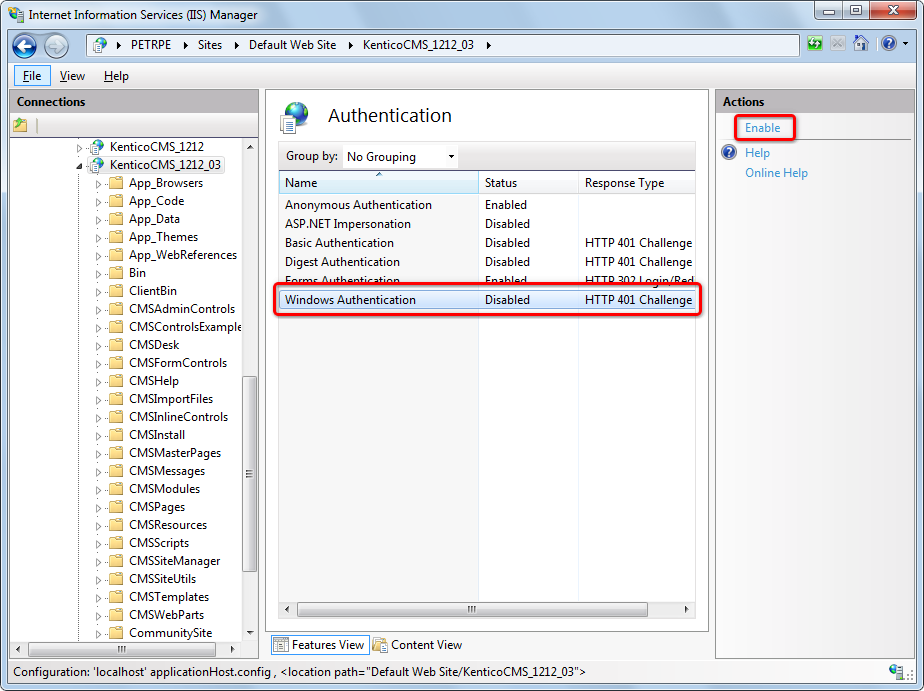 Internet Information Services (IIS) Manager
PETRPE
Sites
Default Web Site
KenticoCMS_1212_03
File
View
Help
Connections
KenticoCMS_1212
KenticoCMS_1212_03
App_Browsers
App_Code
App_Data
App_Themes
App_WebReferences
Bin
ClientBin
CMSAdminControls
CMSControlsExample
CMSDesk
CMSFormControls
CMSHelp
CMSImportFiles
CMSInlineControls
CMSInstall
CMSMasterPages
CMSMessages
CMSModules
CMSPages
CMSResources
CMSScripts
CMSSiteManager
CMSSiteUtils
CMSTemplates
CMSWebParts
CommunitySite
Authentication
Group by: No Grouping
Name Status Response Type
Anonymous Authentication Enabled
ASP.NET Impersonation Disabled
Basic Authentication Disabled HTTP 401 Challenge
Digest Authentication Disabled HTTP 401 Challenge
Forms Authentication Enabled HTTP 302 Login/Red
Windows Authentication Disabled HTTP 401 Challenge
Features View
Content View
Actions
Enable
Help
Online Help
Configuration: 'localhost' applicationHost.config , <location path="Default Web Site/KenticoCMS_1212_03">